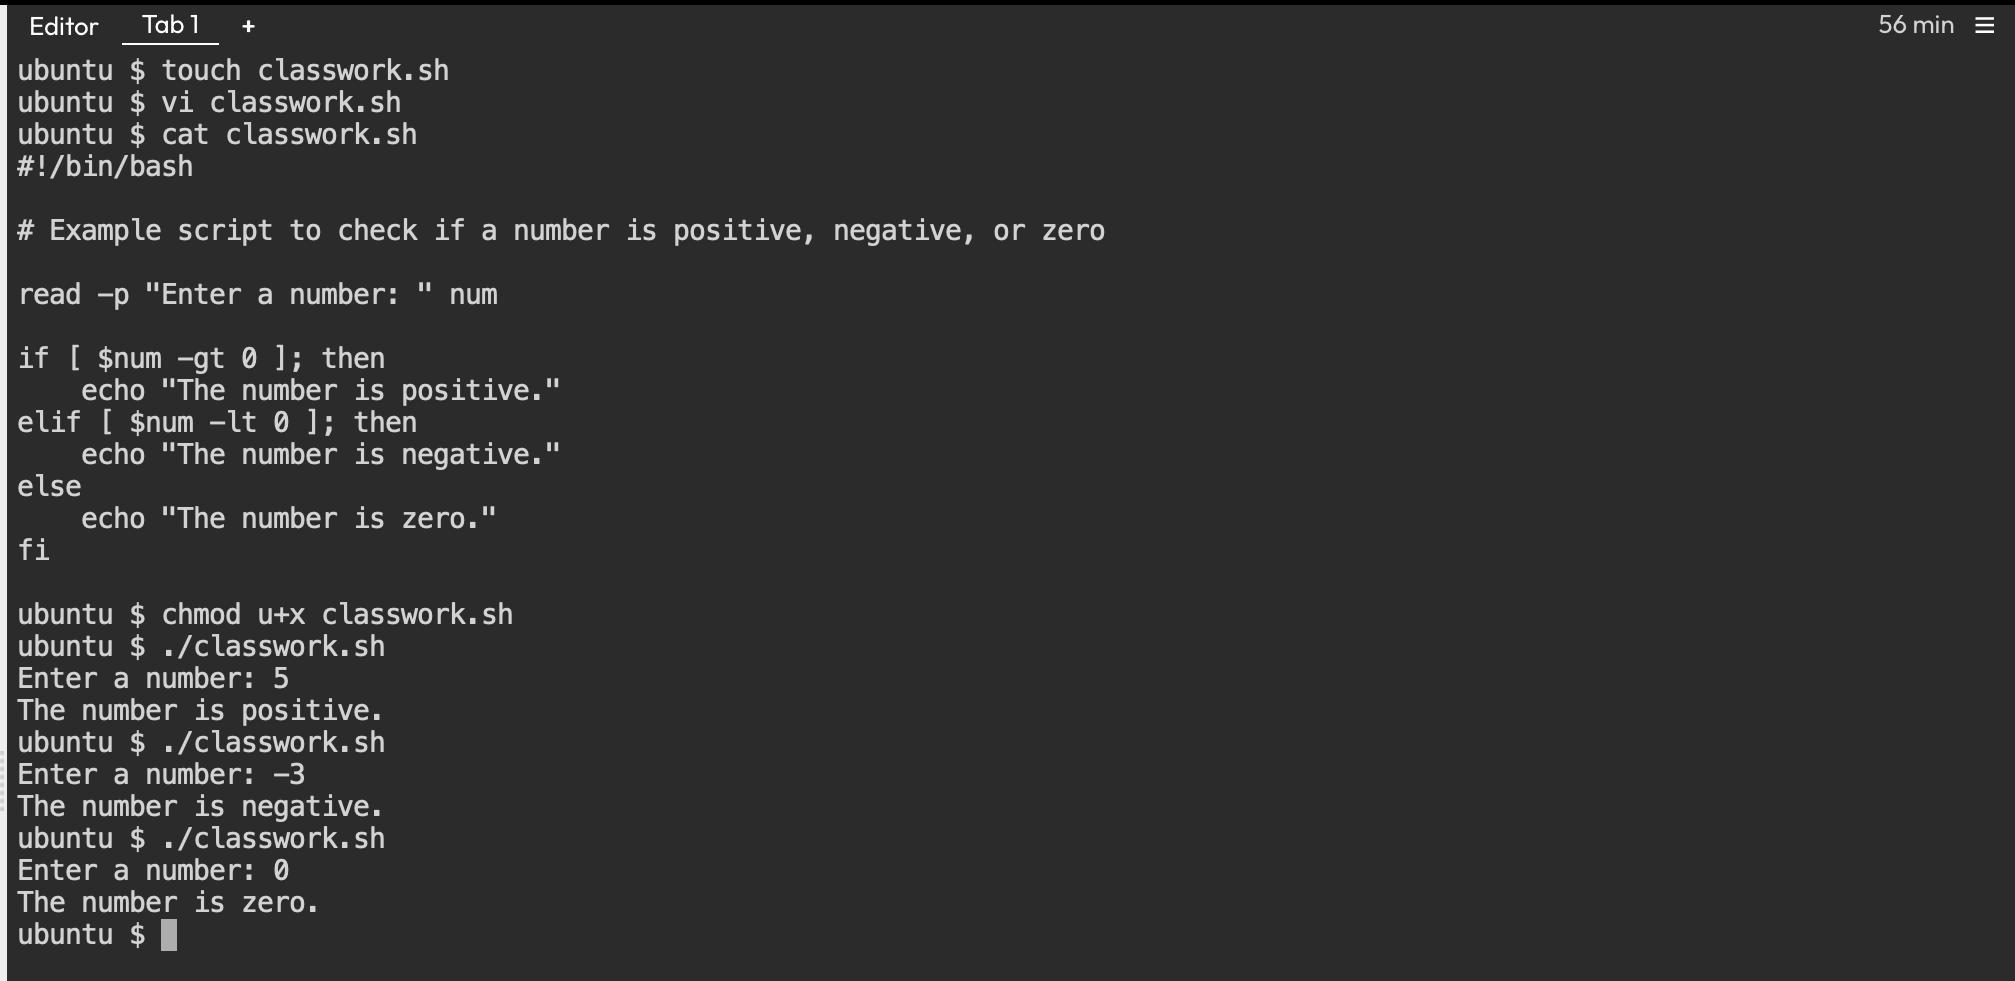 Editor Tab 1 + 56 min ☰
ubuntu $ touch classwork.sh
ubuntu $ vi classwork.sh
ubuntu $ cat classwork.sh
#!/bin/bash

# Example script to check if a number is positive, negative, or zero

read -p "Enter a number: " num

if [ $num -gt 0 ]; then
    echo "The number is positive."
elif [ $num -lt 0 ]; then
    echo "The number is negative."
else
    echo "The number is zero."
fi

ubuntu $ chmod u+x classwork.sh
ubuntu $ ./classwork.sh
Enter a number: 5
The number is positive.
ubuntu $ ./classwork.sh
Enter a number: -3
The number is negative.
ubuntu $ ./classwork.sh
Enter a number: 0
The number is zero.
ubuntu $